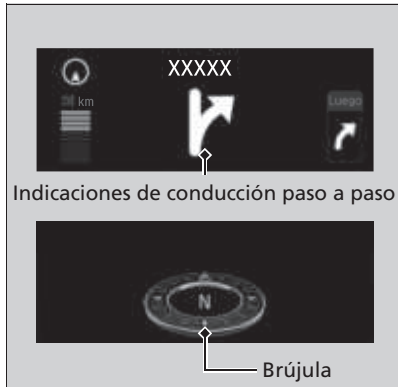 XXXXX
km
Luego
Indicaciones de conducción paso a paso
N
Brújula